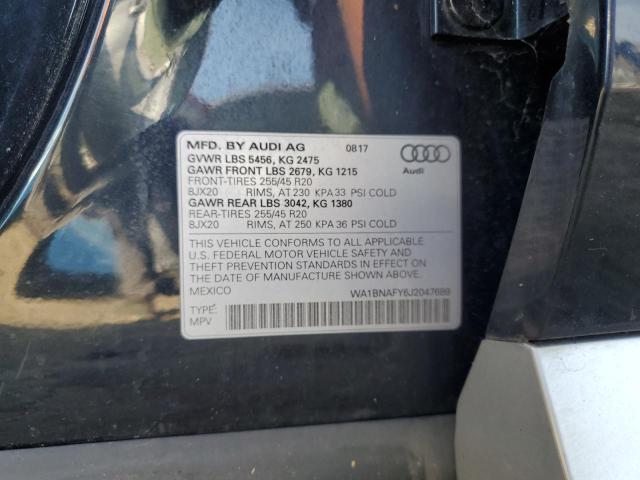 MFD. BY AUDI AG 0817
GVWR LBS 5456, KG 2475
GAWR FRONT LBS 2679, KG 1215
FRONT-TIRES 255/45 R20
8JX20 RIMS, AT 230 KPA 33 PSI COLD
GAWR REAR LBS 3042, KG 1380
REAR-TIRES 255/45 R20
8JX20 RIMS, AT 250 KPA 36 PSI COLD
Audi
THIS VEHICLE CONFORMS TO ALL APPLICABLE
U.S. FEDERAL MOTOR VEHICLE SAFETY AND
THEFT PREVENTION STANDARDS IN EFFECT ON
THE DATE OF MANUFACTURE SHOWN ABOVE.
MEXICO WA1BNAFY6J2047689
TYPE:
MPV